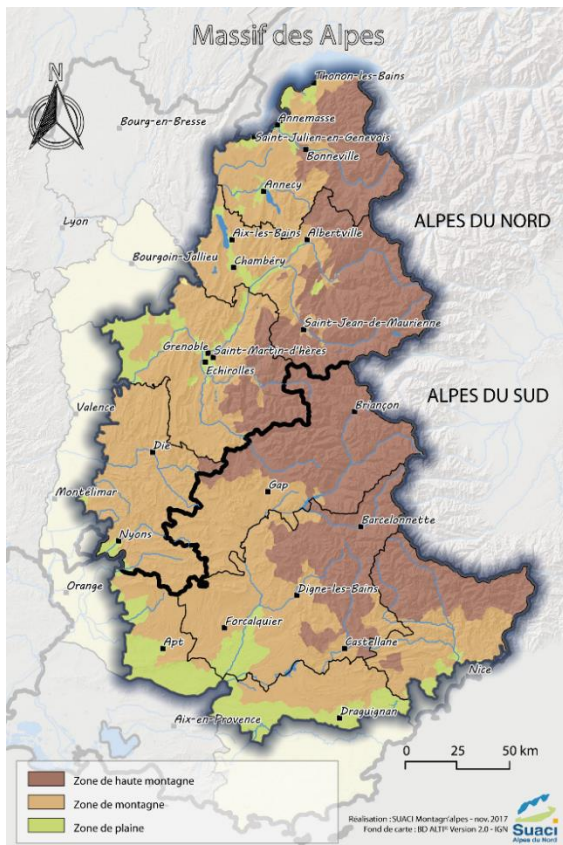 Massif des Alpes
N
Thonon-les-Bains
Annemasse
Bourg-en-Bresse
Saint-Julien-en-Genevois
Bonneville
Annecy
Lyon
ALPES DU NORD
Aix-les-Bains
Albertville
Bourgoin-Jallieu
Chambéry
Saint-Jean-de-Maurienne
Grenoble
Saint-Martin-d'hères
Echirolles
ALPES DU SUD
Valence
Briançon
Die
Gap
Montélimar
Barcelonnette
Nyons
Orange
Digne-les-Bains
Forcalquier
Apt
Castellane
Nice
Draguignan
Aix-en-Provence
0 25 50 km
Zone de haute montagne
Zone de montagne
Zone de plaine
Réalisation : SUACI Montagn'alpes - nov. 2017
Fond de carte : BD ALTI® Version 2.0 - IGN
Suaci
Alpes du Nord